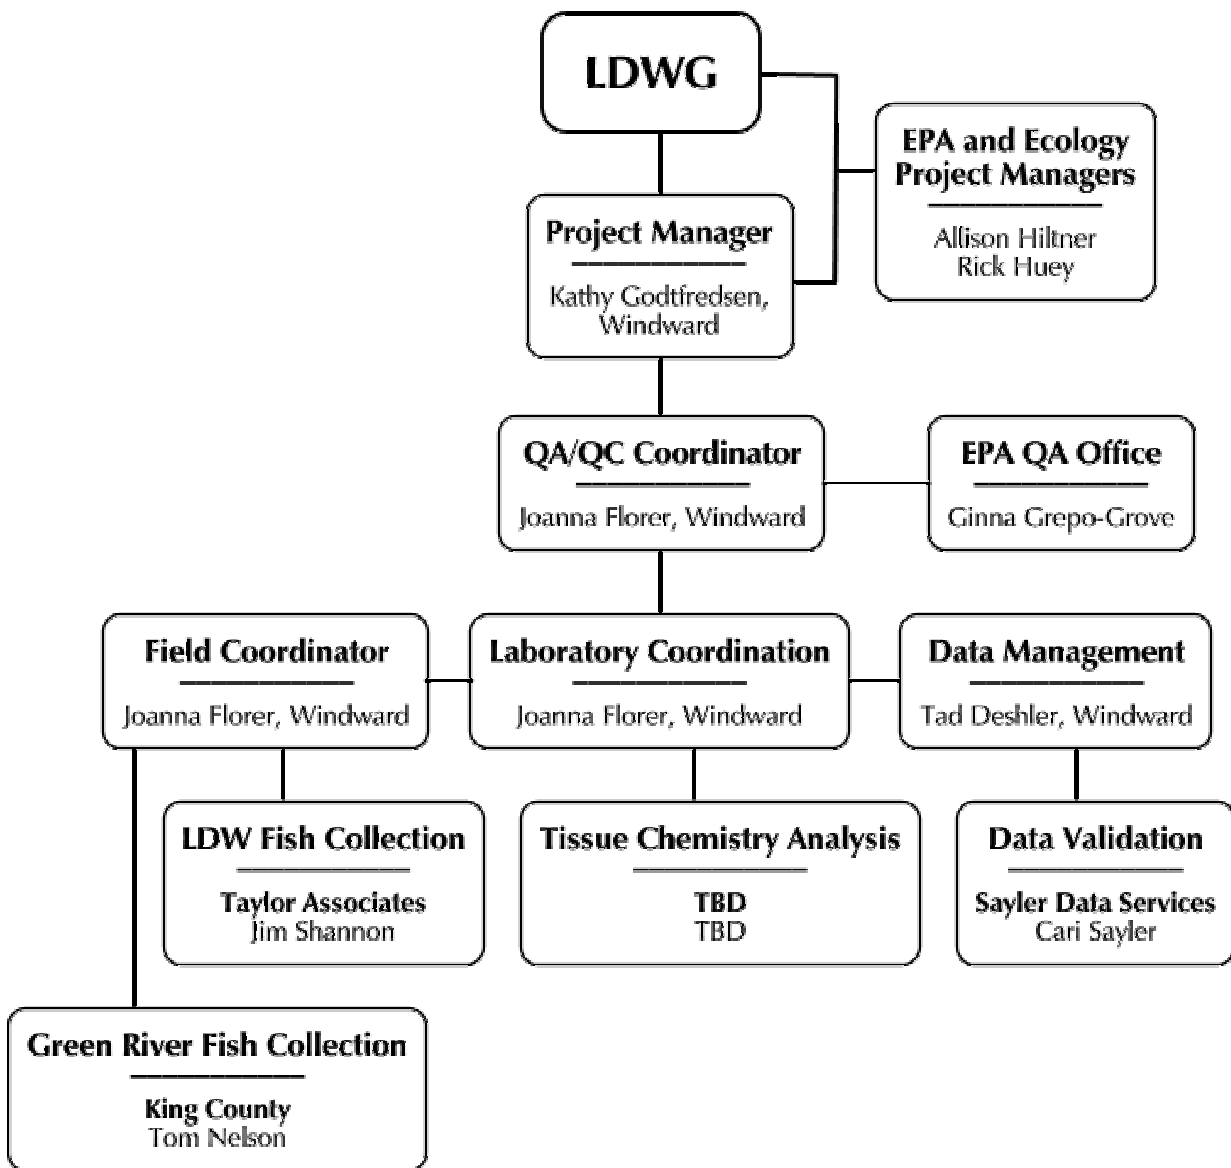 LDWG
EPA and Ecology
Project Managers
Allison Hiltner
Rick Huey
Project Manager
Kathy Godtfredsen,
Windward
QA/QC Coordinator
Joanna Florer, Windward
EPA QA Office
Ginna Grepo-Grove
Field Coordinator
Joanna Florer, Windward
Laboratory Coordination
Joanna Florer, Windward
Data Management
Tad Deshler, Windward
LDW Fish Collection
Taylor Associates
Jim Shannon
Tissue Chemistry Analysis
TBD
TBD
Data Validation
Sayler Data Services
Cari Sayler
Green River Fish Collection
King County
Tom Nelson